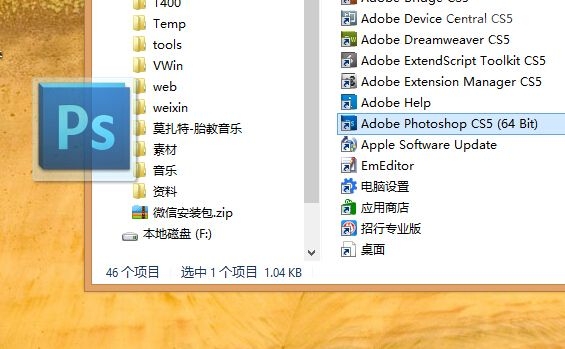 T400
Temp
tools
VWin
web
weixin
莫扎特-胎教音乐
素材
音乐
资料
微信安装包.zip
本地磁盘 (F:)
Adobe Bridge CS5
Adobe Device Central CS5
Adobe Dreamweaver CS5
Adobe ExtendScript Toolkit CS5
Adobe Extension Manager CS5
Adobe Help
Adobe Photoshop CS5 (64 Bit)
Apple Software Update
EmEditor
电脑设置
应用商店
招行专业版
桌面
Ps
46 个项目 选中 1 个项目 1.04 KB